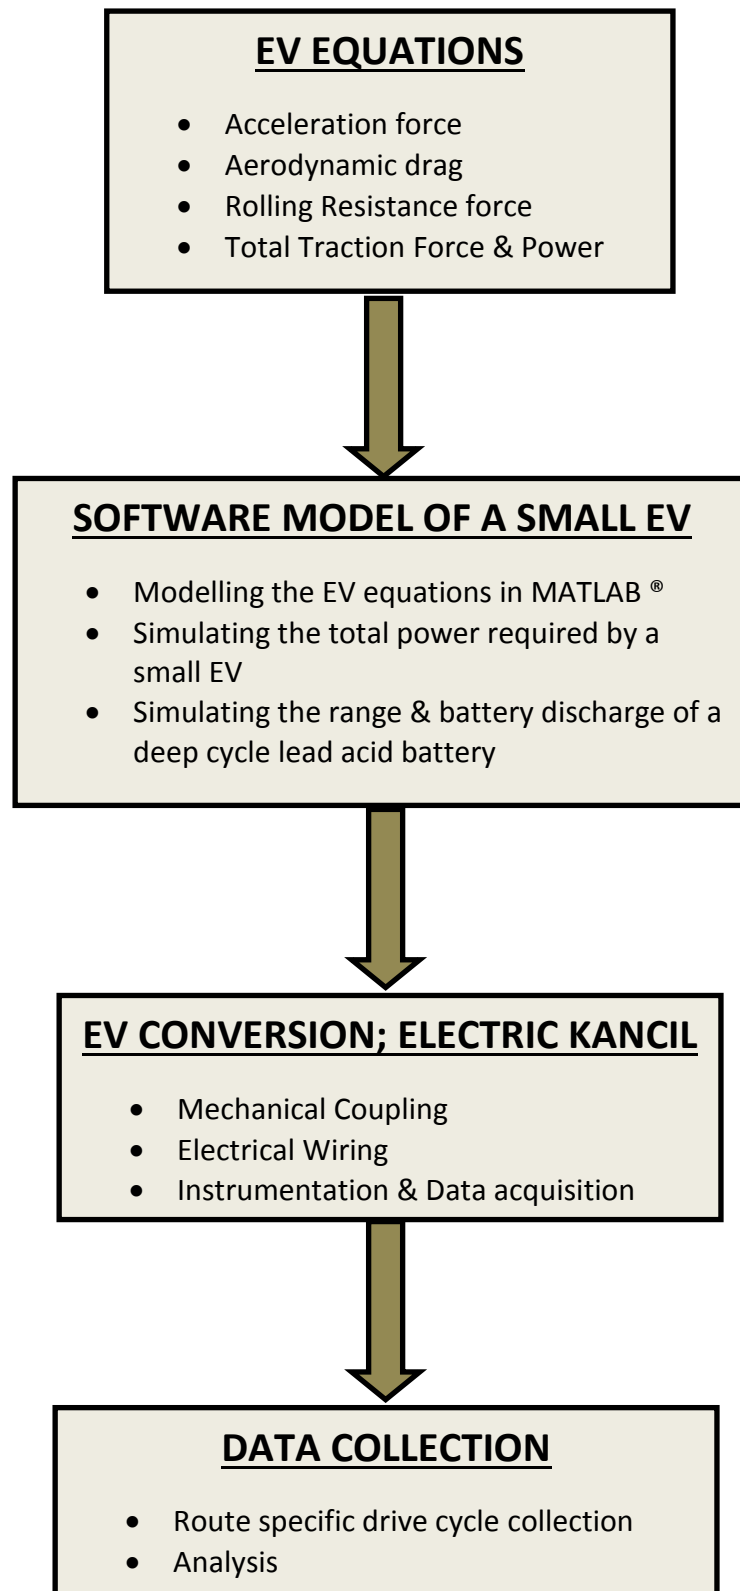 EV EQUATIONS
• Acceleration force
• Aerodynamic drag
• Rolling Resistance force
• Total Traction Force & Power
SOFTWARE MODEL OF A SMALL EV
• Modelling the EV equations in MATLAB ®
• Simulating the total power required by a
small EV
• Simulating the range & battery discharge of a
deep cycle lead acid battery
EV CONVERSION; ELECTRIC KANCIL
• Mechanical Coupling
• Electrical Wiring
• Instrumentation & Data acquisition
DATA COLLECTION
• Route specific drive cycle collection
• Analysis